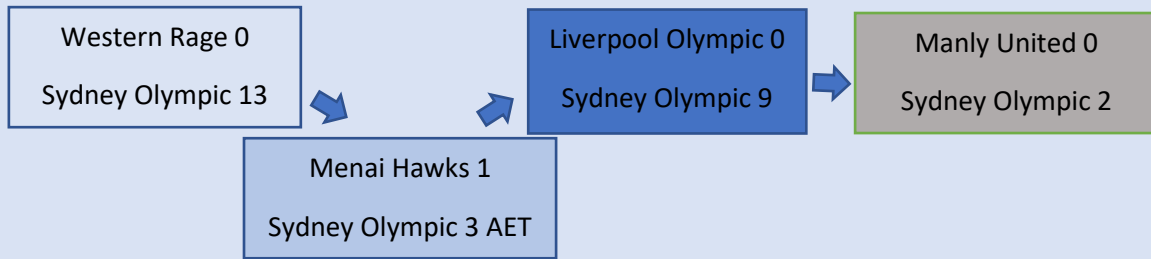 Western Rage 0
Sydney Olympic 13
Menai Hawks 1
Sydney Olympic 3 AET
Liverpool Olympic 0
Sydney Olympic 9
Manly United 0
Sydney Olympic 2